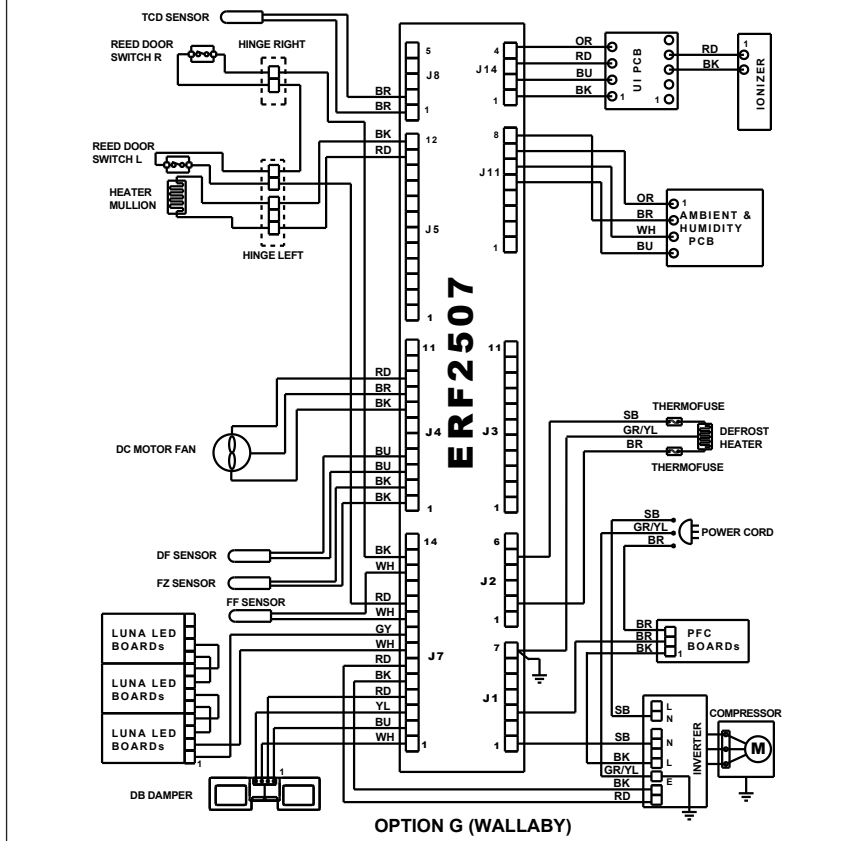 TCD SENSOR
REED DOOR
SWITCH R
HINGE RIGHT
REED DOOR
SWITCH L
HEATER
MULLION
HINGE LEFT
BR
BR
BK
RD
5
J8
1
12
J5
1
ERF2507
4
J14
1
8
J11
1
OR
RD
BU
BK
UI PCB
1
1
RD
BK
1
IONIZER
OR
BR
WH
BU
1
AMBIENT &
HUMIDITY
PCB
DC MOTOR FAN
RD
BR
BK
BU
BU
BK
BK
11
J4
1
11
J3
1
DF SENSOR
FZ SENSOR
FF SENSOR
SB
GR/YL
BR
THERMOFUSE
DEFROST
HEATER
THERMOFUSE
SB
GR/YL
BR
POWER CORD
BK
WH
RD
WH
GY
WH
RD
BK
RD
YL
BU
WH
14
J7
1
6
J2
1
7
J1
1
LUNA LED
BOARDs
LUNA LED
BOARDs
LUNA LED
BOARDs
1
BR
BR
BK
1
PFC
BOARDs
SB
SB
BK
GR/YL
BK
RD
L
N
N
L
E
INVERTER
COMPRESSOR
M
DB DAMPER
1
OPTION G (WALLABY)